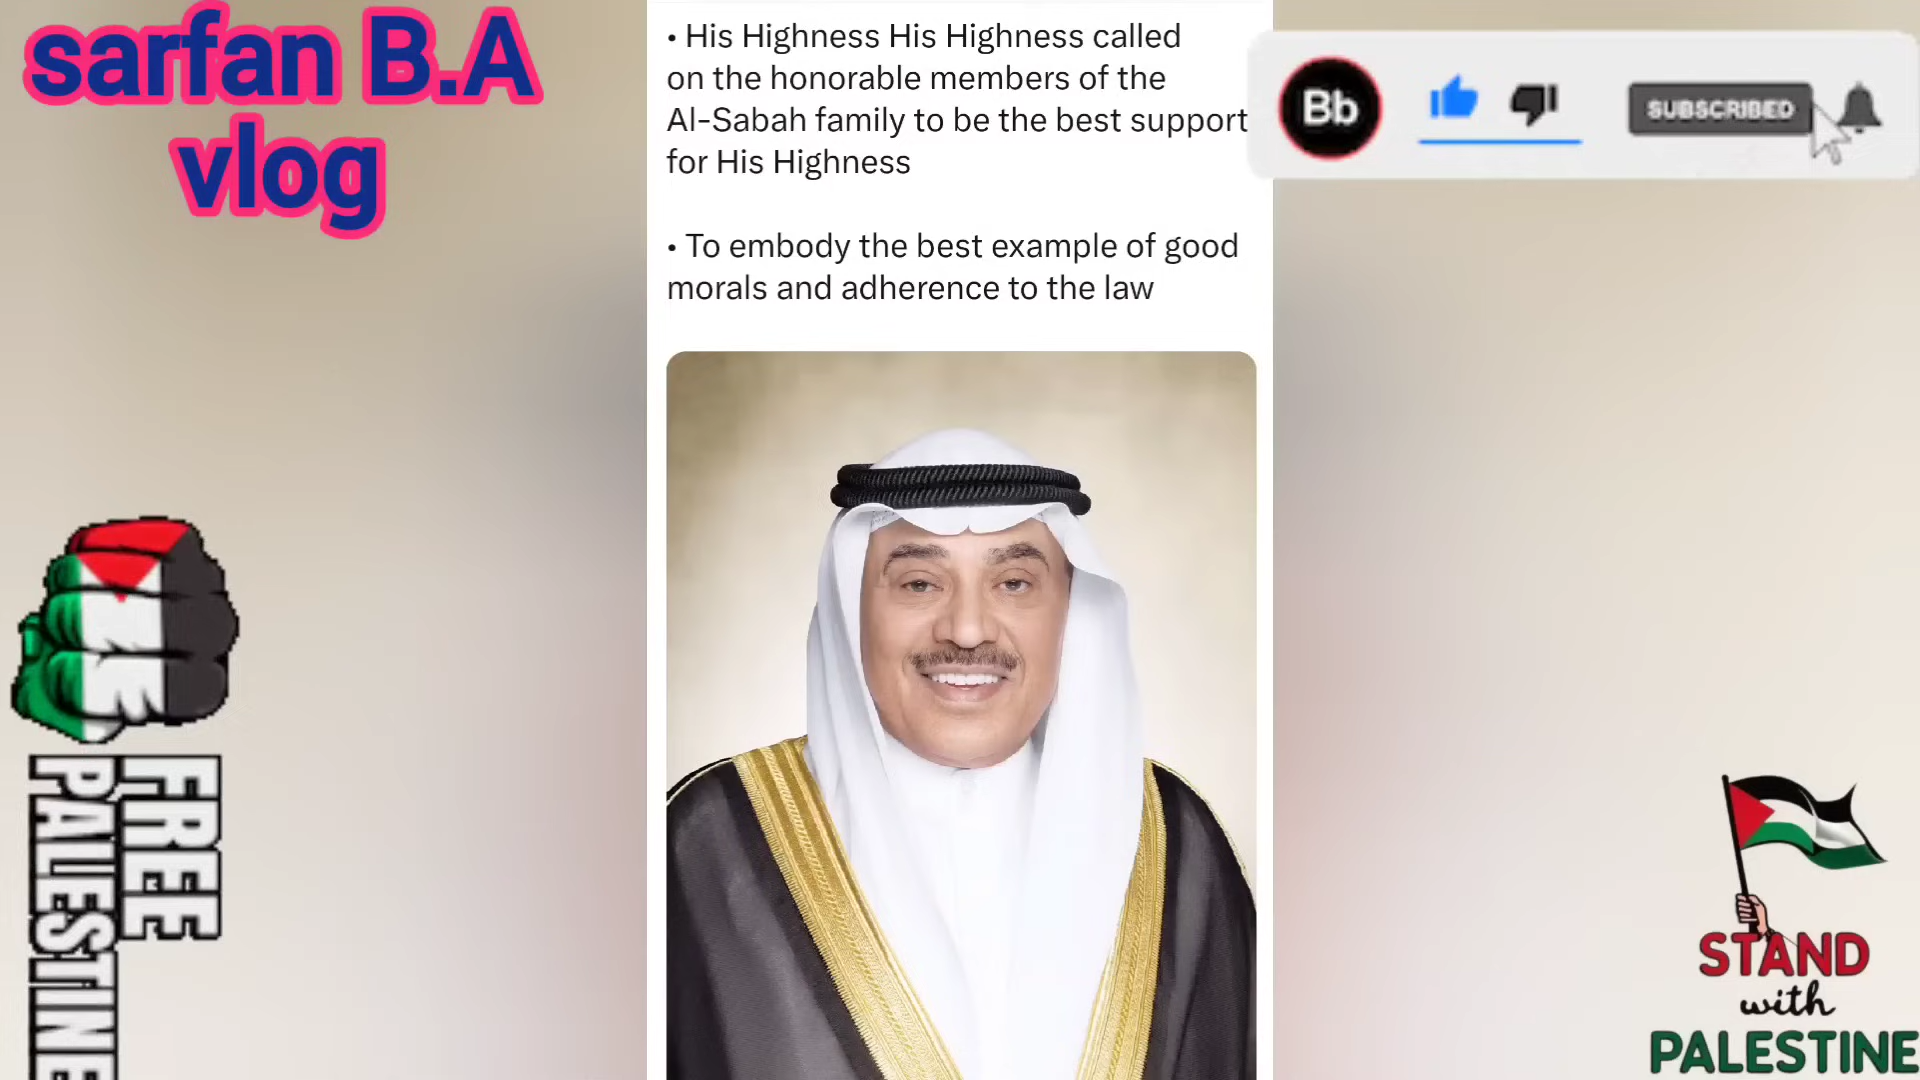 sarfan B.A
vlog
• His Highness His Highness called
on the honorable members of the
Al-Sabah family to be the best support
for His Highness
• To embody the best example of good
morals and adherence to the law
Bb
SUBSCRIBED
FREE
PALESTINE
STAND
with
PALESTINE